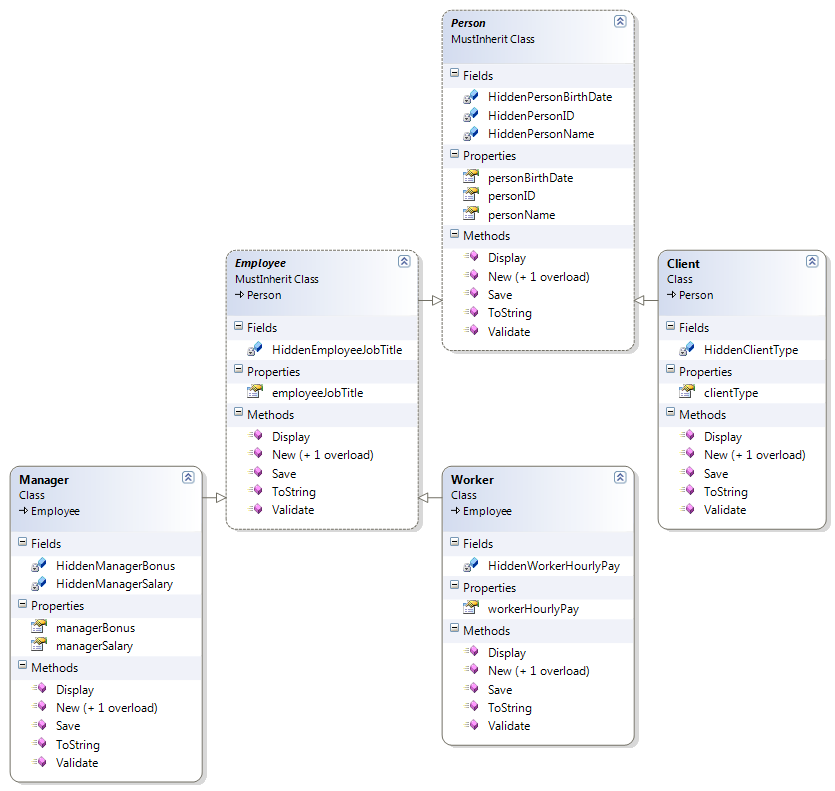 Person
MustInherit Class
Fields
HiddenPersonBirthDate
HiddenPersonID
HiddenPersonName
Properties
personBirthDate
personID
personName
Methods
Display
New (+ 1 overload)
Save
ToString
Validate
Employee
MustInherit Class
Person
Fields
HiddenEmployeeJobTitle
Properties
employeeJobTitle
Methods
Display
New (+ 1 overload)
Save
ToString
Validate
Client
Class
Person
Fields
HiddenClientType
Properties
clientType
Methods
Display
New (+ 1 overload)
Save
ToString
Validate
Manager
Class
Employee
Fields
HiddenManagerBonus
HiddenManagerSalary
Properties
managerBonus
managerSalary
Methods
Display
New (+ 1 overload)
Save
ToString
Validate
Worker
Class
Employee
Fields
HiddenWorkerHourlyPay
Properties
workerHourlyPay
Methods
Display
New (+ 1 overload)
Save
ToString
Validate